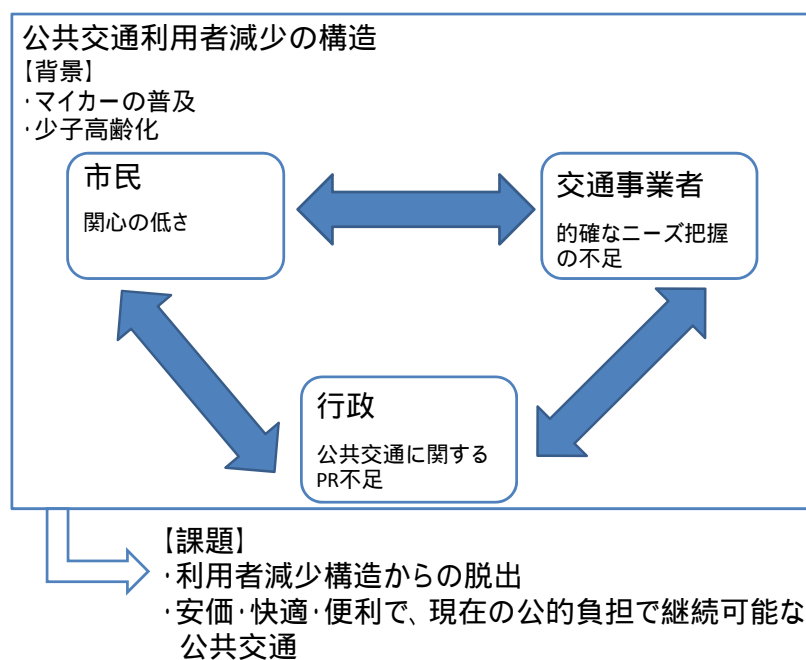 公共交通利用者減少の構造
【背景】
・マイカーの普及
・少子高齢化
市民
関心の低さ
交通事業者
的確なニーズ把握
の不足
行政
公共交通に関する
PR不足
【課題】
・利用者減少構造からの脱出
・安価・快適・便利で、現在の公的負担で継続可能な
公共交通